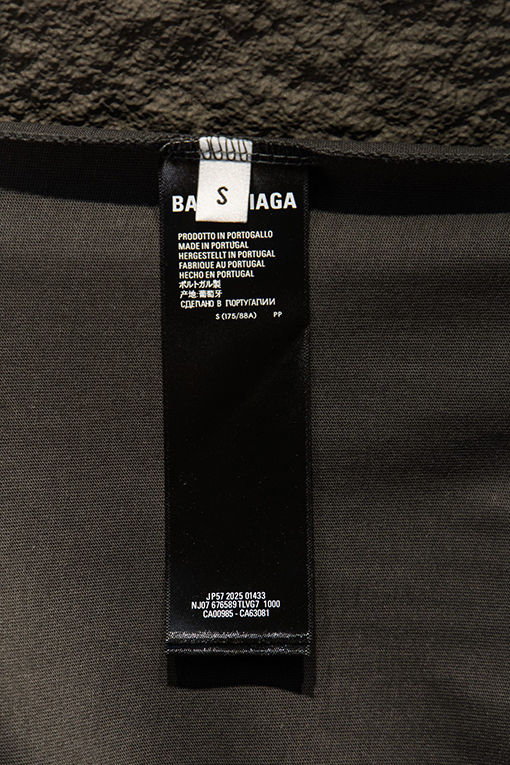 S
BA IAGA
PRODOTTO IN PORTOGALLO
MADE IN PORTUGAL
HERGESTELLT IN PORTUGAL
FABRIQUE AU PORTUGAL
HECHO EN PORTUGAL
ポルトガル製
产地:葡萄牙
СДЕЛАНО В ПОРТУГАЛИИ
S (175/88A) PP
JP57 2025 01433
NJ07 676589 TLVG7 1000
CA00985 - CA63081